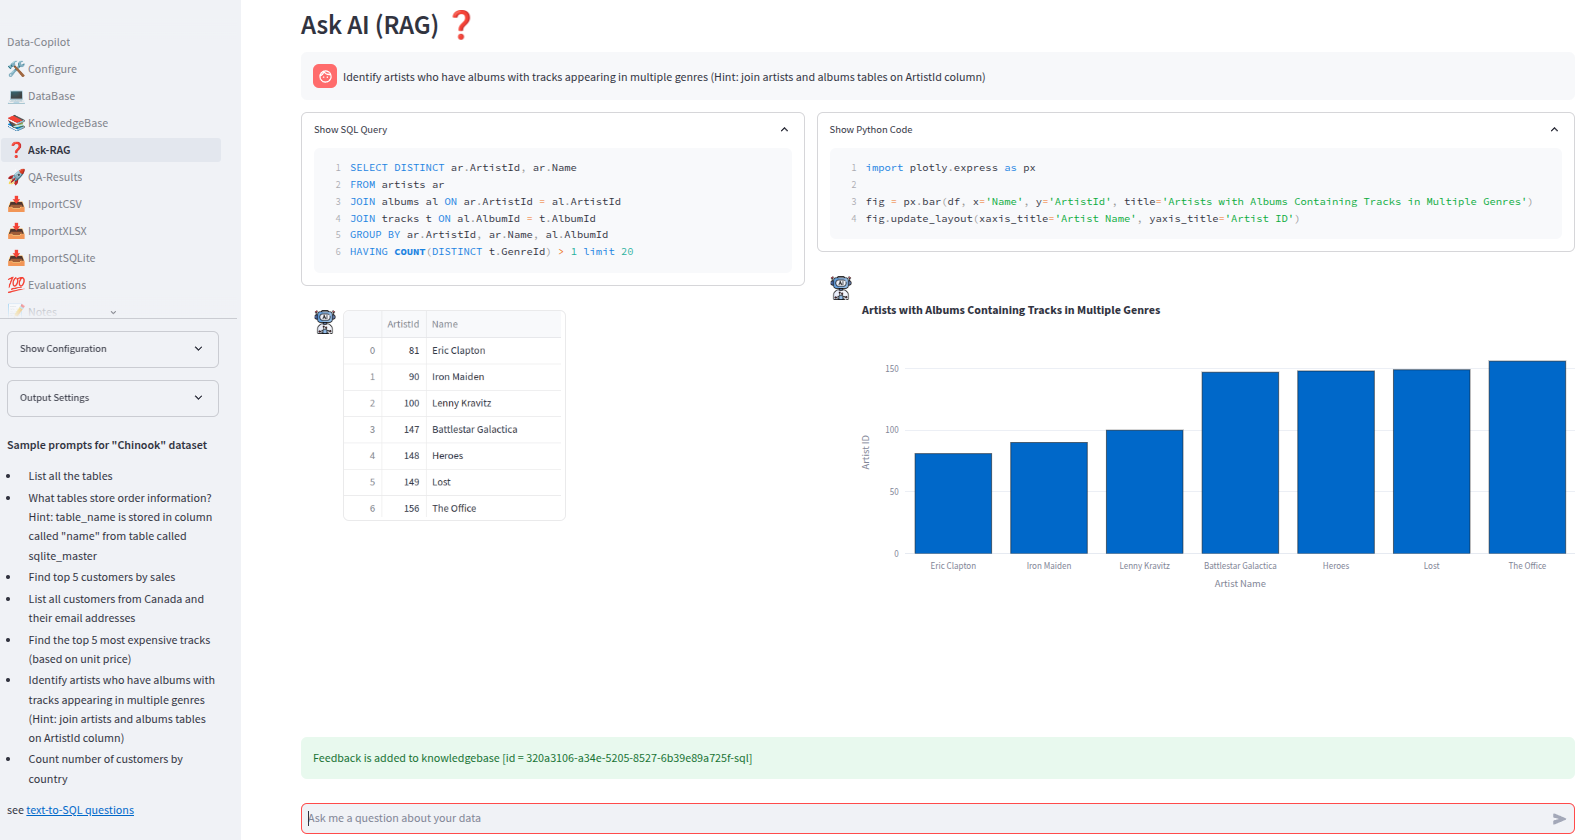 Data-Copilot
Configure
DataBase
KnowledgeBase
Ask-RAG
QA-Results
ImportCSV
ImportXLSX
ImportSQLite
Evaluations
Notes
Show Configuration
Output Settings
Sample prompts for "Chinook" dataset
List all the tables
What tables store order information?
Hint: table_name is stored in column
called "name" from table called
sqlite_master
Find top 5 customers by sales
List all customers from Canada and
their email addresses
Find the top 5 most expensive tracks
(based on unit price)
Identify artists who have albums with
tracks appearing in multiple genres
(Hint: join artists and albums tables
on ArtistId column)
Count number of customers by
country
see text-to-SQL questions
Ask AI (RAG) ❓
Identify artists who have albums with tracks appearing in multiple genres (Hint: join artists and albums tables on ArtistId column)
Show SQL Query
1 SELECT DISTINCT ar.ArtistId, ar.Name
2 FROM artists ar
3 JOIN albums al ON ar.ArtistId = al.ArtistId
4 JOIN tracks t ON al.AlbumId = t.AlbumId
5 GROUP BY ar.ArtistId, ar.Name, al.AlbumId
6 HAVING COUNT(DISTINCT t.GenreId) > 1 limit 20
AI
ArtistId Name
0 81 Eric Clapton
1 90 Iron Maiden
2 100 Lenny Kravitz
3 147 Battlestar Galactica
4 148 Heroes
5 149 Lost
6 156 The Office
Show Python Code
1 import plotly.express as px
2
3 fig = px.bar(df, x='Name', y='ArtistId', title='Artists with Albums Containing Tracks in Multiple Genres')
4 fig.update_layout(xaxis_title='Artist Name', yaxis_title='Artist ID')
AI
Artists with Albums Containing Tracks in Multiple Genres
150
100
50
0
Artist ID
Eric Clapton Iron Maiden Lenny Kravitz Battlestar Galactica Heroes Lost The Office
Artist Name
Feedback is added to knowledgebase [id = 320a3106-a34e-5205-8527-6b39e89a725f-sql]
Ask me a question about your data